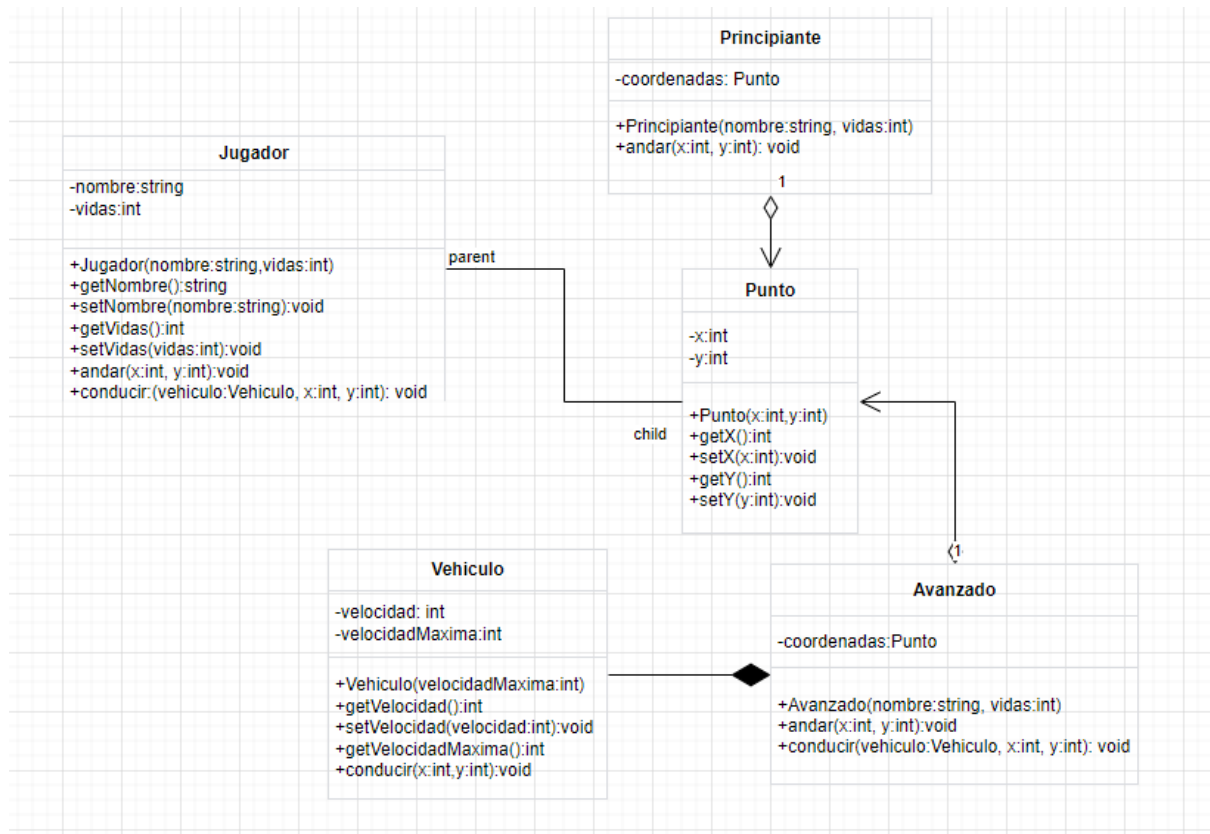 Principiante
-coordenadas: Punto
+Principiante(nombre:string, vidas:int)
+andar(x:int, y:int): void
1
Jugador
-nombre:string
-vidas:int
+Jugador(nombre:string,vidas:int)
+getNombre():string
+setNombre(nombre:string):void
+getVidas():int
+setVidas(vidas:int):void
+andar(x:int, y:int):void
+conducir:(vehiculo:Vehiculo, x:int, y:int): void
parent
child
Punto
-x:int
-y:int
+Punto(x:int,y:int)
+getX():int
+setX(x:int):void
+getY():int
+setY(y:int):void
Vehiculo
-velocidad: int
-velocidadMaxima:int
+Vehiculo(velocidadMaxima:int)
+getVelocidad():int
+setVelocidad(velocidad:int):void
+getVelocidadMaxima():int
+conducir(x:int,y:int):void
1
Avanzado
-coordenadas:Punto
+Avanzado(nombre:string, vidas:int)
+andar(x:int, y:int):void
+conducir(vehiculo:Vehiculo, x:int, y:int): void